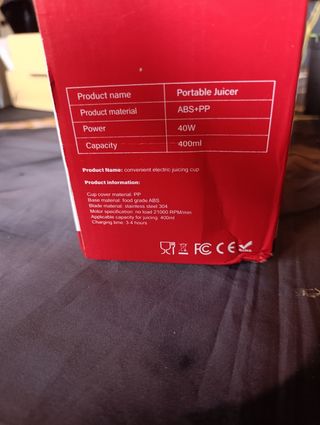 Product name Portable Juicer
Product material ABS+PP
Power 40W
Capacity 400ml
Product Name: convenient electric juicing cup
Product information:
Cup cover material: PP
Base material: food grade ABS
Blade material: stainless steel 304
Motor specification: no load 21000 RPM/min
Applicable capacity for juicing: 400ml
Charging time: 3-4 hours
FC CE